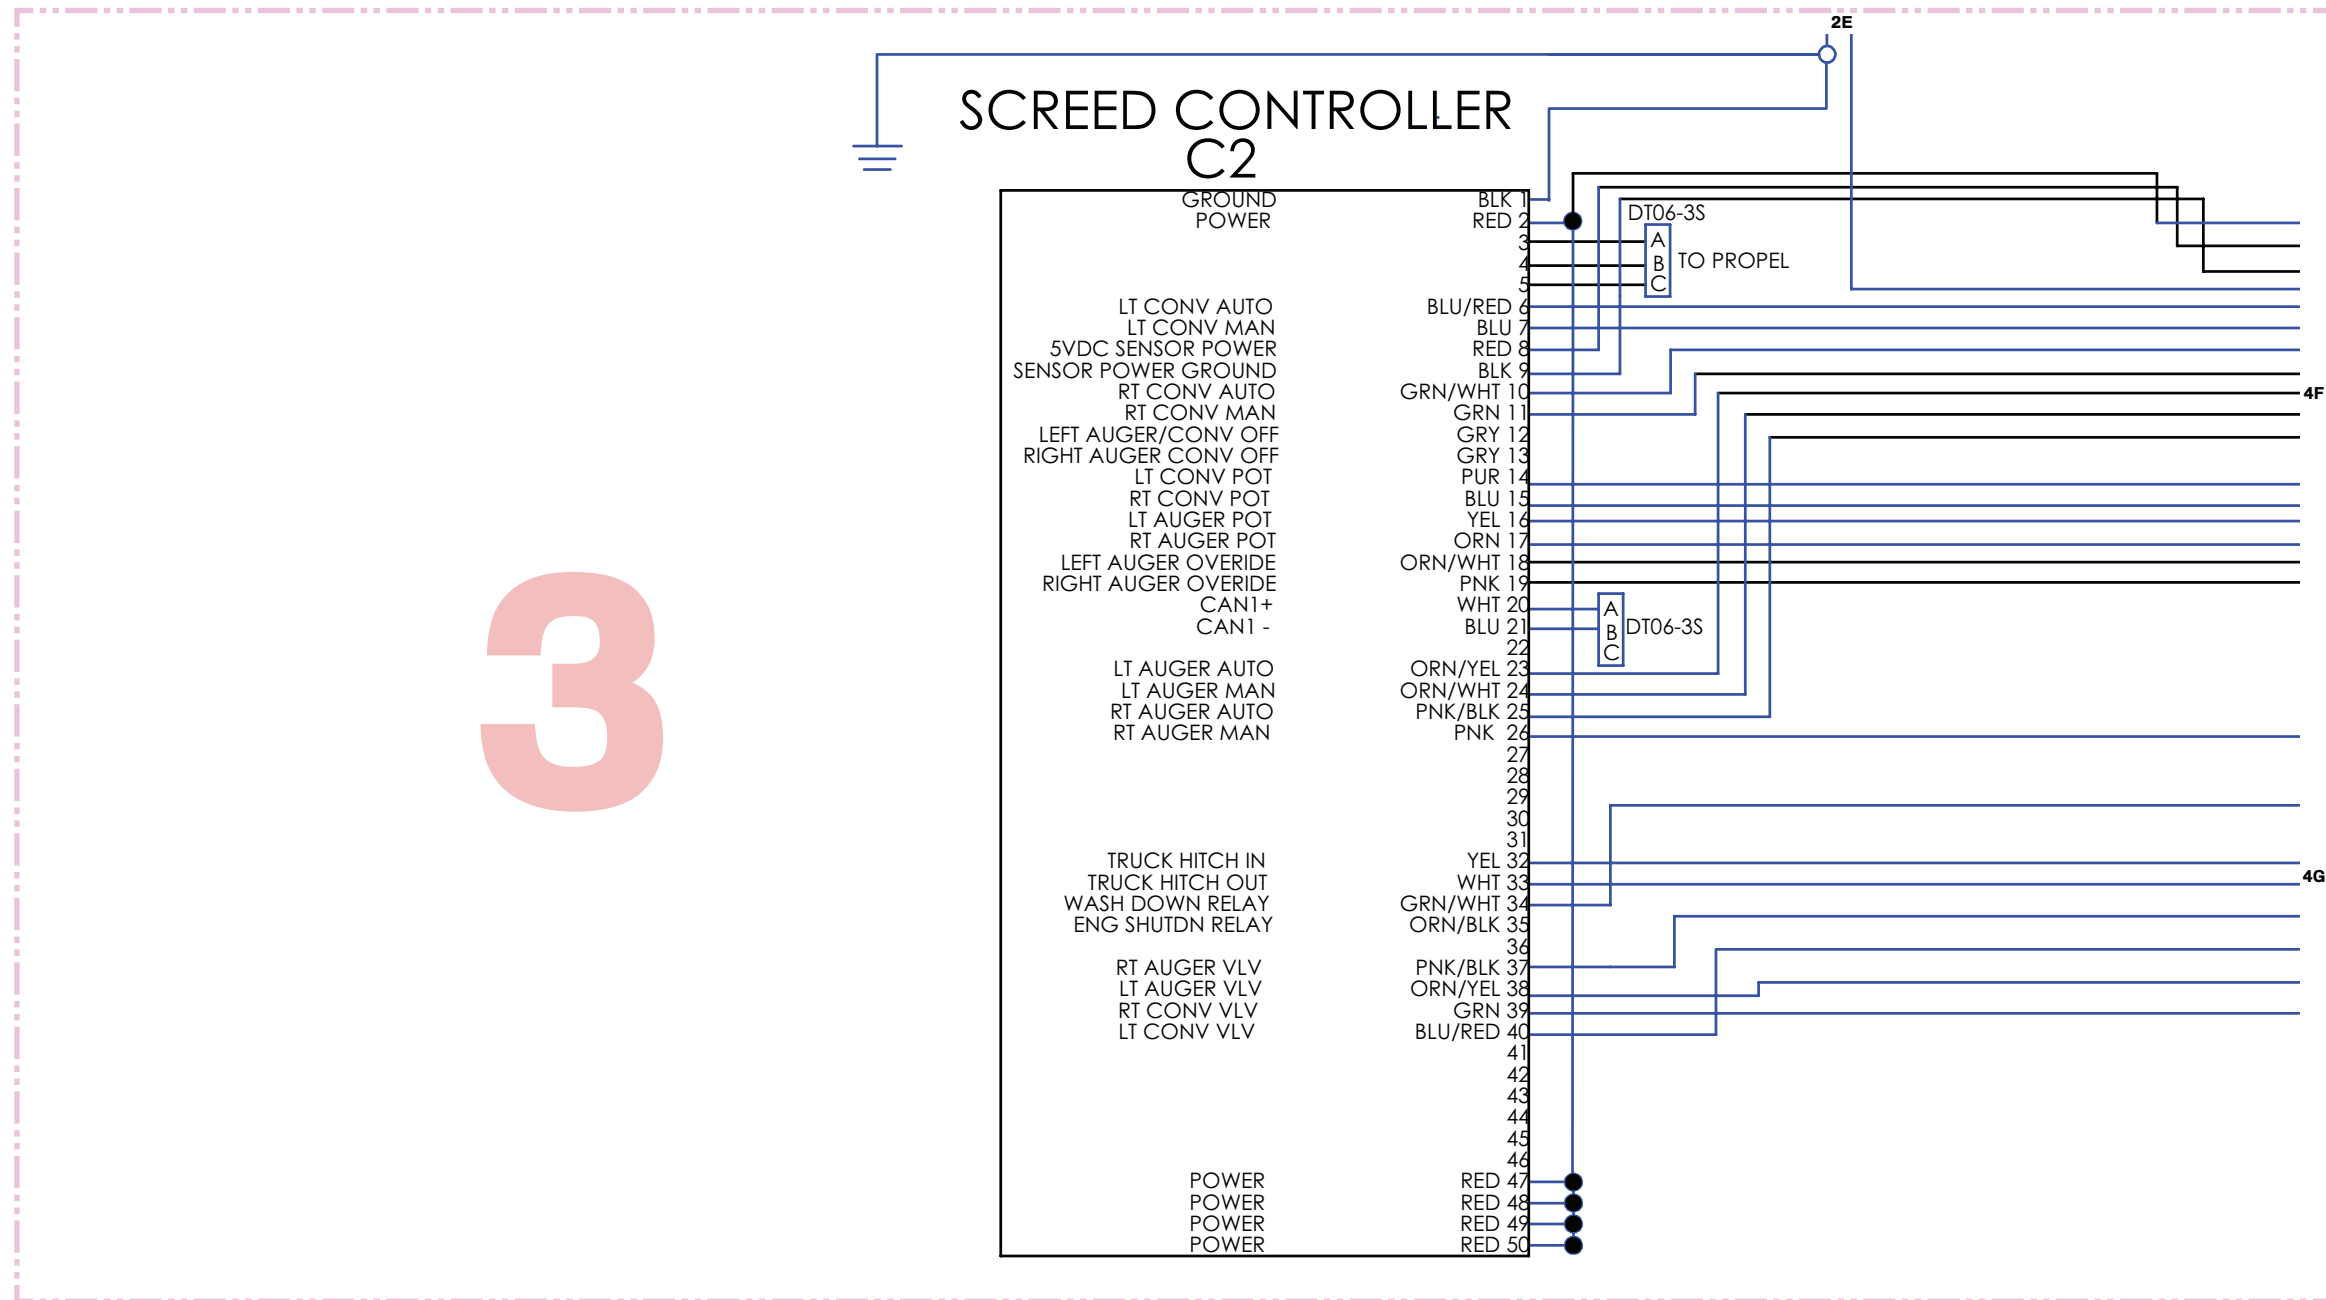 2E
SCREED CONTROLLER
C2
GROUND BLK 1
POWER RED 2
DT06-3S
3 A
4 B TO PROPEL
5 C
LT CONV AUTO BLU/RED 6
LT CONV MAN BLU 7
5VDC SENSOR POWER RED 8
SENSOR POWER GROUND BLK 9
RT CONV AUTO GRN/WHT 10 4F
RT CONV MAN GRN 11
LEFT AUGER/CONV OFF GRY 12
RIGHT AUGER CONV OFF GRY 13
LT CONV POT PUR 14
RT CONV POT BLU 15
LT AUGER POT YEL 16
RT AUGER POT ORN 17
LEFT AUGER OVERIDE ORN/WHT 18
RIGHT AUGER OVERIDE PNK 19
CAN1+ WHT 20 A
CAN1 - BLU 21 B DT06-3S
22 C
LT AUGER AUTO ORN/YEL 23
LT AUGER MAN ORN/WHT 24
RT AUGER AUTO PNK/BLK 25
RT AUGER MAN PNK 26
27
28
29
30
31
3
TRUCK HITCH IN YEL 32
TRUCK HITCH OUT WHT 33 4G
WASH DOWN RELAY GRN/WHT 34
ENG SHUTDN RELAY ORN/BLK 35
36
RT AUGER VLV PNK/BLK 37
LT AUGER VLV ORN/YEL 38
RT CONV VLV GRN 39
LT CONV VLV BLU/RED 40
41
42
43
44
45
46
POWER RED 47
POWER RED 48
POWER RED 49
POWER RED 50